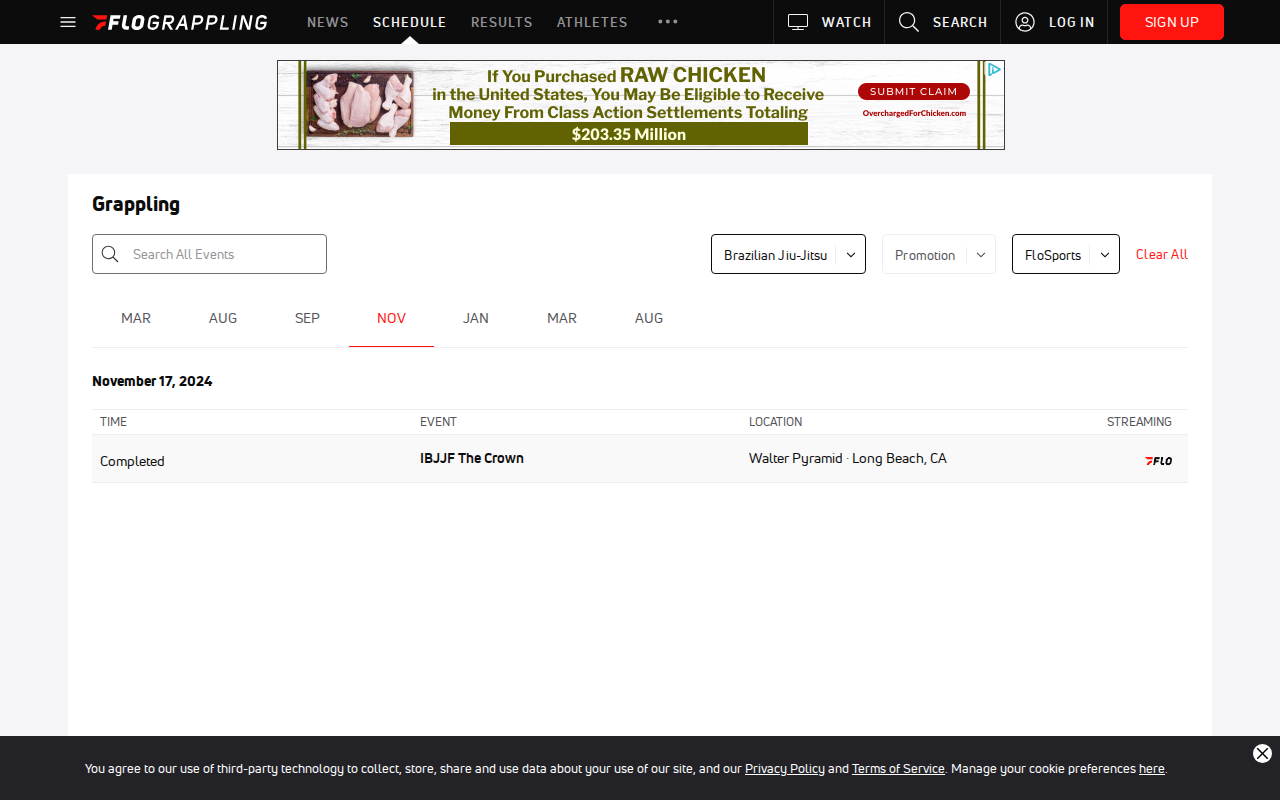 FLOGRAPPLING
NEWS
SCHEDULE
RESULTS
ATHLETES
WATCH
SEARCH
LOG IN
SIGN UP
If You Purchased RAW CHICKEN
in the United States, You May Be Eligible to Receive
Money From Class Action Settlements Totaling
$203.35 Million
SUBMIT CLAIM
OverchargedForChicken.com
Grappling
Search All Events
Brazilian Jiu-Jitsu
Promotion
FloSports
Clear All
MAR
AUG
SEP
NOV
JAN
MAR
AUG
November 17, 2024
TIME
EVENT
LOCATION
STREAMING
Completed
IBJJF The Crown
Walter Pyramid · Long Beach, CA
FLO
You agree to our use of third-party technology to collect, store, share and use data about your use of our site, and our Privacy Policy and Terms of Service. Manage your cookie preferences here.